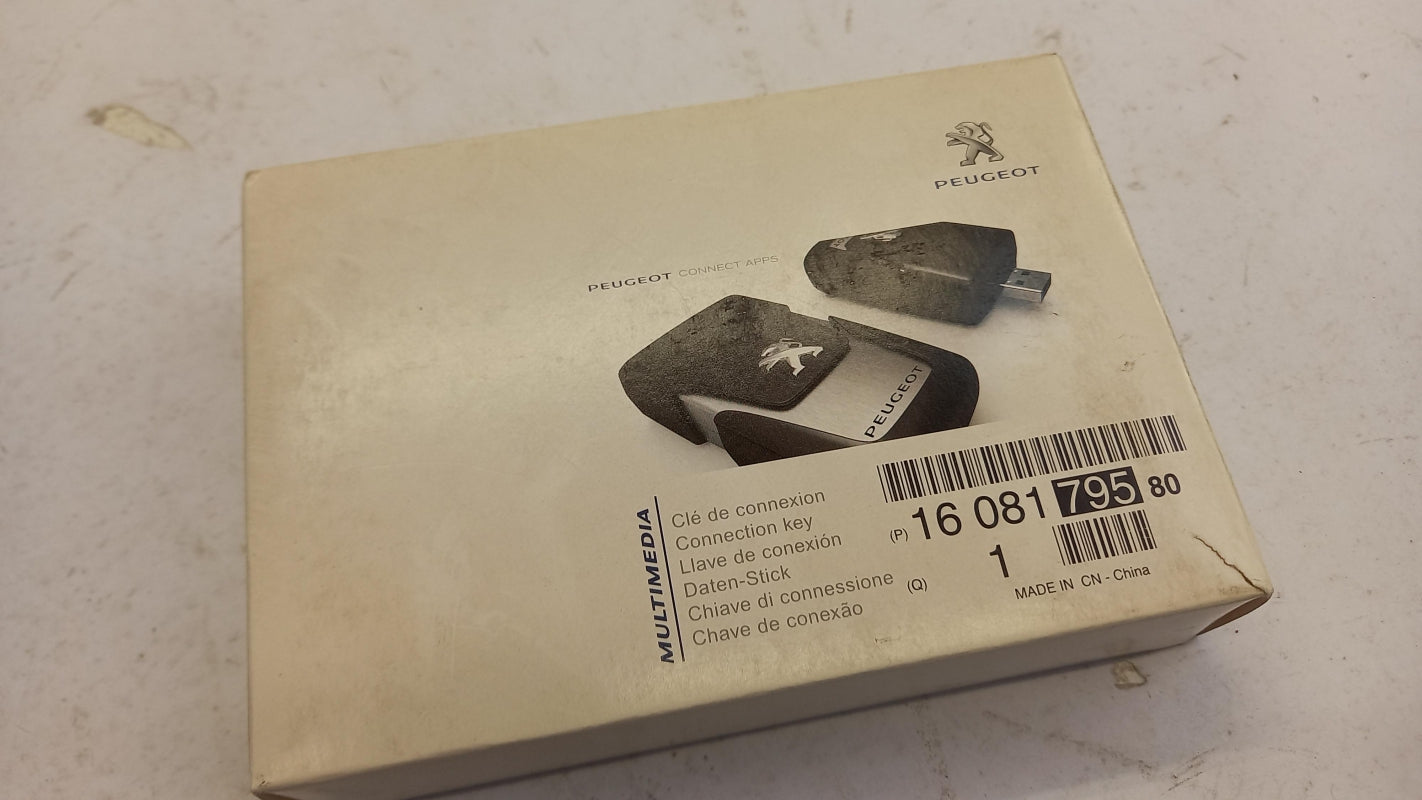 PEUGEOT
PEUGEOT CONNECT APPS
PEUGEOT
MULTIMEDIA
Clé de connexion
Connection key
Llave de conexión
Daten-Stick
Chiave di connessione
Chave de conexão
(P) 16 081 795 80
(Q) 1
MADE IN CN - China